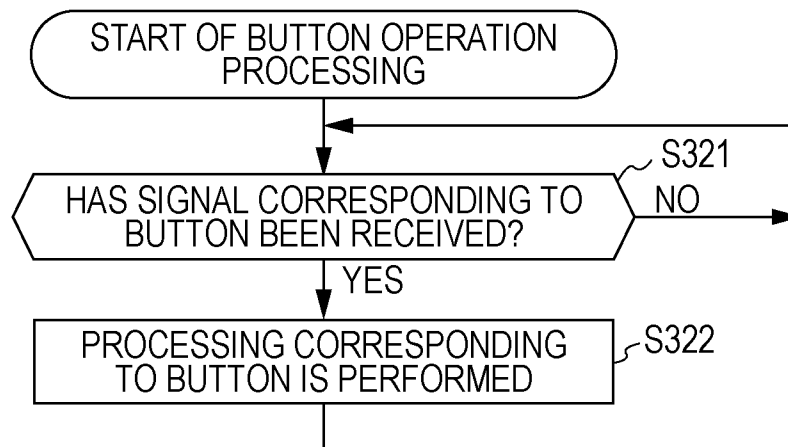 START OF BUTTON OPERATION
PROCESSING
S321
HAS SIGNAL CORRESPONDING TO
BUTTON BEEN RECEIVED?
NO
YES
PROCESSING CORRESPONDING
TO BUTTON IS PERFORMED
S322